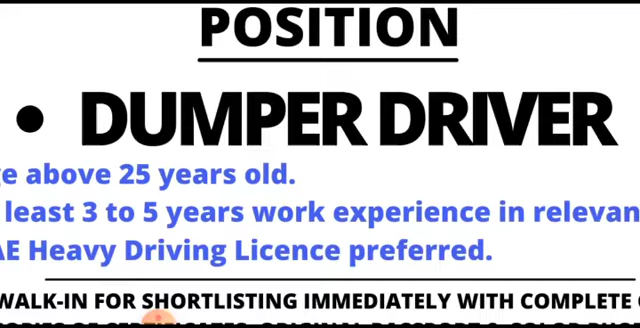 POSITION
• DUMPER DRIVER
ge above 25 years old.
least 3 to 5 years work experience in relevan
AE Heavy Driving Licence preferred.
WALK-IN FOR SHORTLISTING IMMEDIATELY WITH COMPLETE